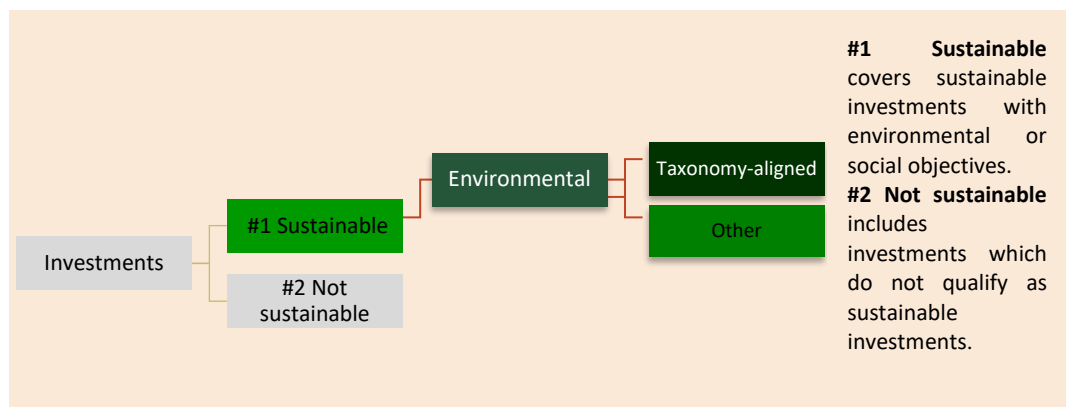 Investments
#1 Sustainable
#2 Not
sustainable
Environmental
Taxonomy-aligned
Other
#1 Sustainable
covers sustainable
investments with
environmental or
social objectives.
#2 Not sustainable
includes
investments which
do not qualify as
sustainable
investments.